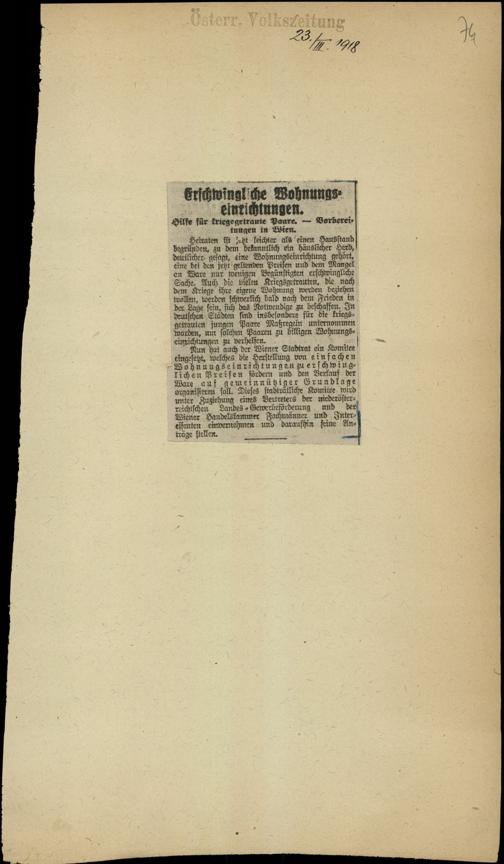 Österr. Volkszeitung
23./III. 1918
74
Erschwingliche Wohnungs-
einrichtungen.
Hilfe für kriegsgetraute Paare. — Vorberei-
tungen in Wien.
Heiraten ist jetzt leichter als einen Hausstand
begründen, zu dem bekanntlich ein häuslicher Herd,
deutlicher gesagt, eine Wohnungseinrichtung gehört,
eine bei den jetzt geltenden Preisen und dem Mangel
an Ware nur wenigen Begünstigten erschwingliche
Sache. Auch die vielen Kriegsgetrauten, die nach
dem Kriege ihre eigene Wohnung werden beziehen
wollen, werden schwerlich bald nach dem Frieden in
der Lage sein, sich das Notwendige zu beschaffen. In
deutschen Städten sind insbesondere für die kriegs-
getrauten jungen Paare Maßregeln unternommen
worden, um solchen Paaren zu billigen Wohnungs-
einrichtungen zu verhelfen.
Nun hat auch der Wiener Stadtrat ein Komitee
eingesetzt, welches die Herstellung von einfachen
Wohnungseinrichtungen zu erschwing-
lichen Preisen fördern und den Verkauf der
Ware auf gemeinnütziger Grundlage
organisieren soll. Dieses stadträtliche Komitee wird
unter Zuziehung eines Vertreters der niederöster-
reichischen Landes-Gewerbeförderung und der
Wiener Handelskammer Fachmänner und Inter-
essenten einvernehmen und daraufhin seine An-
träge stellen.